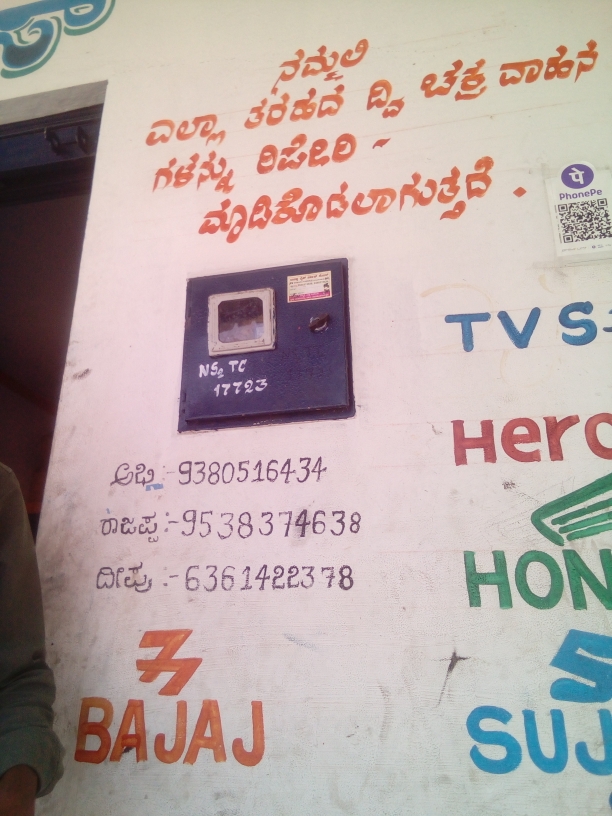 ನಮ್ಮಲಿ
ಎಲ್ಲಾ ತರಹದ ದ್ವಿ ಚಕ್ರ ವಾಹನ
ಗಳನ್ನು ರಿಪೇರಿ -
ಮಾಡಿಕೊಡಲಾಗುತ್ತದೆ .
PhonePe
TVS
NS2 TC
17723
Hero
ಅಭಿ :- 9380516434
ರಾಜಪ್ಪ :- 9538374638
HON
ದೀಪು :- 6361422378
BAJAJ
SUJ